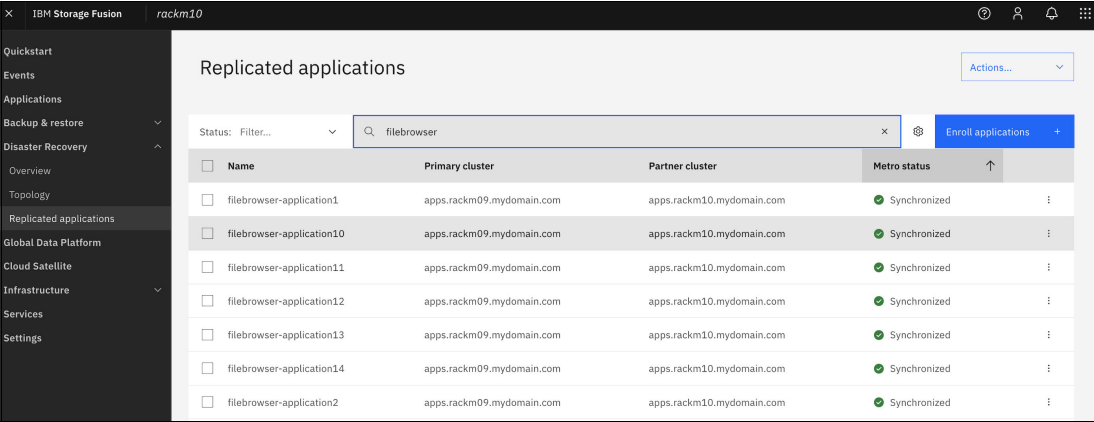 IBM Storage Fusion rackm10
Quickstart
Events
Applications
Backup & restore
Disaster Recovery
Overview
Topology
Replicated applications
Global Data Platform
Cloud Satellite
Infrastructure
Services
Settings
Replicated applications
Actions...
Status: Filter... filebrowser Enroll applications +
Name Primary cluster Partner cluster Metro status
filebrowser-application1 apps.rackm09.mydomain.com apps.rackm10.mydomain.com Synchronized
filebrowser-application10 apps.rackm09.mydomain.com apps.rackm10.mydomain.com Synchronized
filebrowser-application11 apps.rackm09.mydomain.com apps.rackm10.mydomain.com Synchronized
filebrowser-application12 apps.rackm09.mydomain.com apps.rackm10.mydomain.com Synchronized
filebrowser-application13 apps.rackm09.mydomain.com apps.rackm10.mydomain.com Synchronized
filebrowser-application14 apps.rackm09.mydomain.com apps.rackm10.mydomain.com Synchronized
filebrowser-application2 apps.rackm09.mydomain.com apps.rackm10.mydomain.com Synchronized